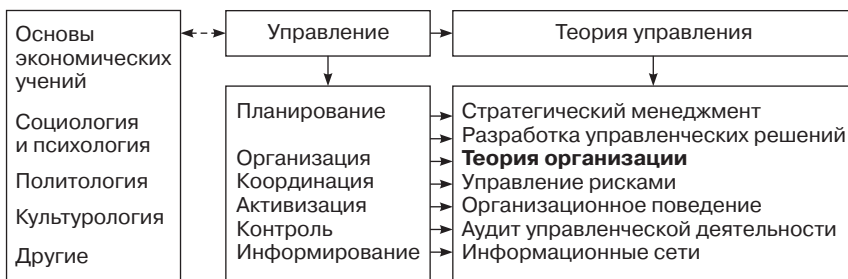 Основы
экономических
учений
Социология
и психология
Политология
Культурология
Другие
Управление
Теория управления
Планирование
Организация
Координация
Активизация
Контроль
Информирование
Стратегический менеджмент
Разработка управленческих решений
Теория организации
Управление рисками
Организационное поведение
Аудит управленческой деятельности
Информационные сети